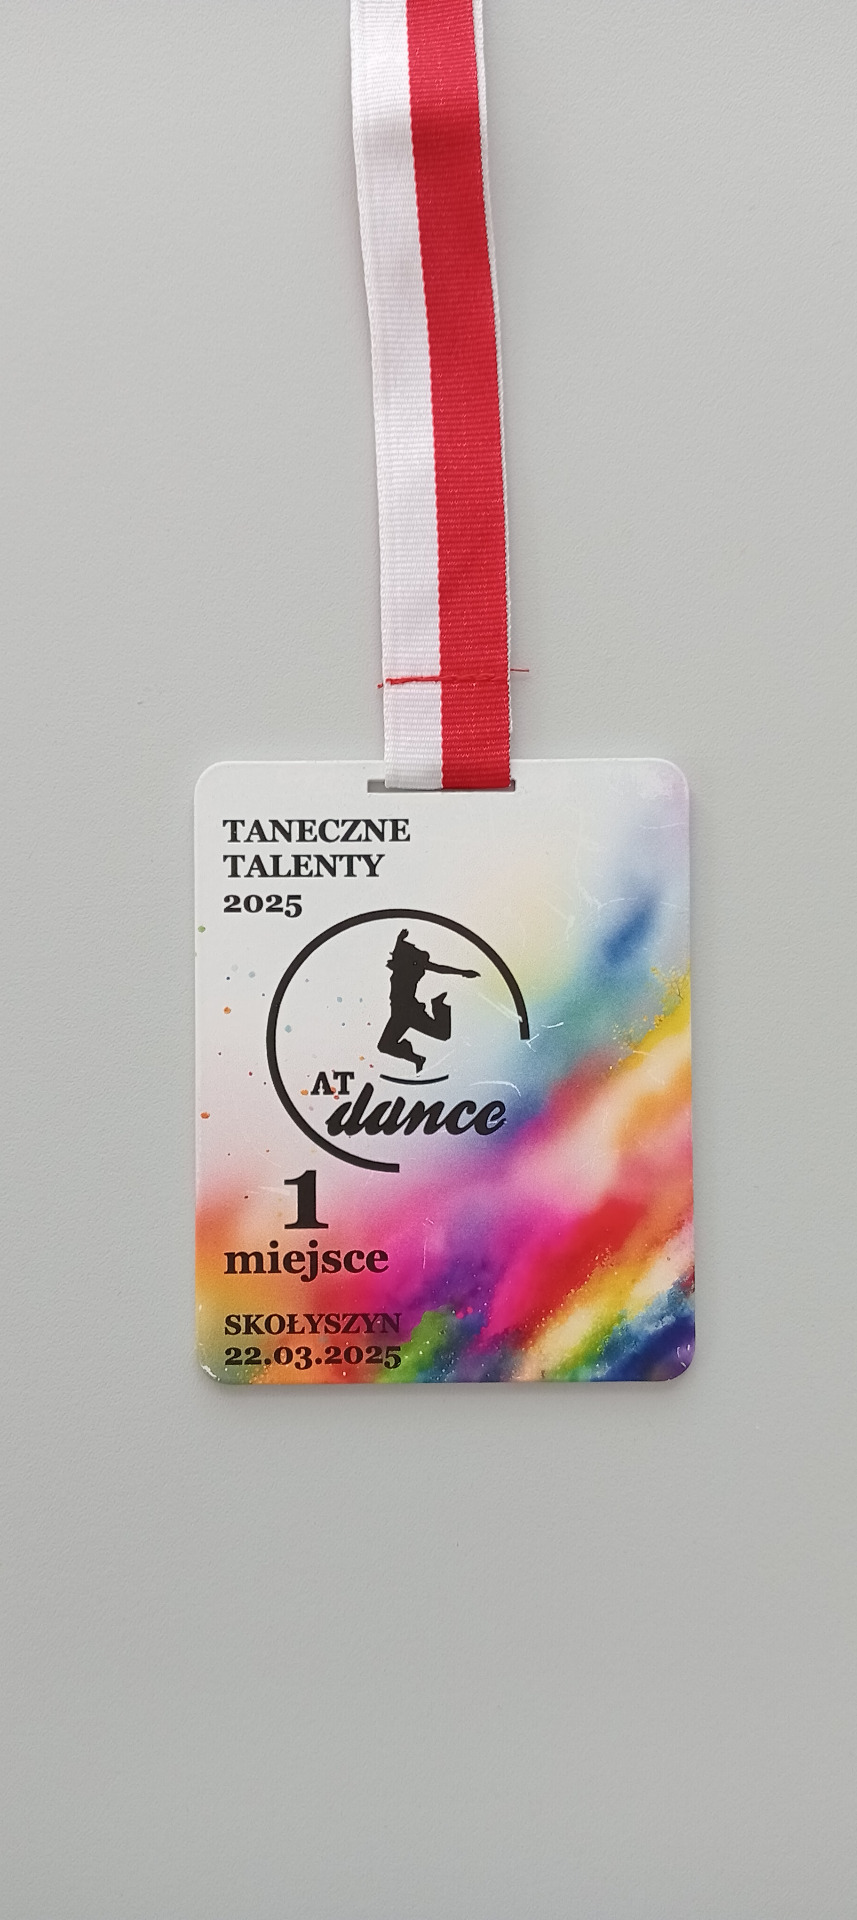 TANECZNE
TALENTY
2025
AT
dance
1
miejsce
SKOŁYSZYN
22.03.2025